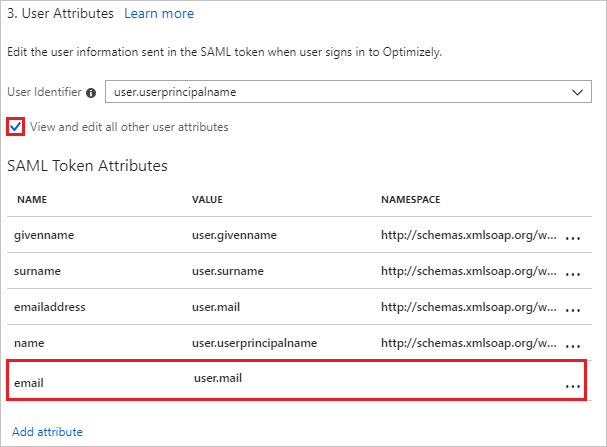 3. User Attributes Learn more
Edit the user information sent in the SAML token when user signs in to Optimizely.
User Identifier user.userprincipalname
View and edit all other user attributes
SAML Token Attributes
NAME VALUE NAMESPACE
givenname user.givenname http://schemas.xmlsoap.org/w... ...
surname user.surname http://schemas.xmlsoap.org/w... ...
emailaddress user.mail http://schemas.xmlsoap.org/w... ...
name user.userprincipalname http://schemas.xmlsoap.org/w... ...
email user.mail ...
Add attribute